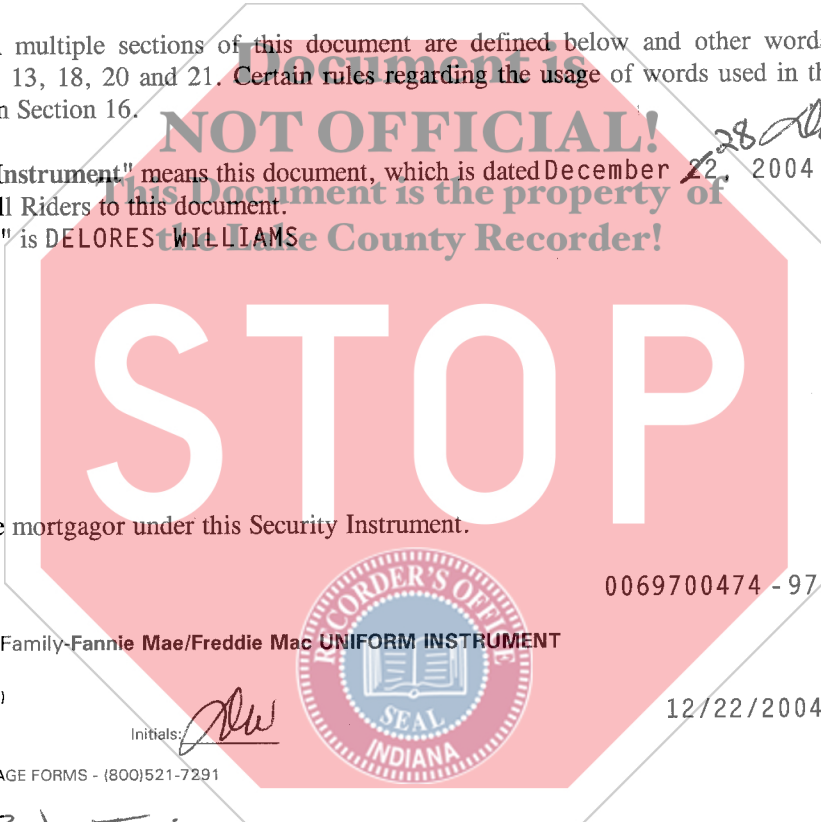 multiple sections of this document are defined below and other word
13, 18, 20 and 21. Certain rules regarding the usage of words used in th
n Section 16.
Document is
NOT OFFICIAL!
This Document is the property of
the Lake County Recorder!
28
Instrument" means this document, which is dated December 22, 2004
ll Riders to this document.
" is DELORES WILLIAMS
STOP
e mortgagor under this Security Instrument.
0069700474 - 97
RECORDER'S OFFICE
SEAL
INDIANA
Family-Fannie Mae/Freddie Mac UNIFORM INSTRUMENT
)
12/22/2004
Initials: DW
AGE FORMS - (800)521-7291